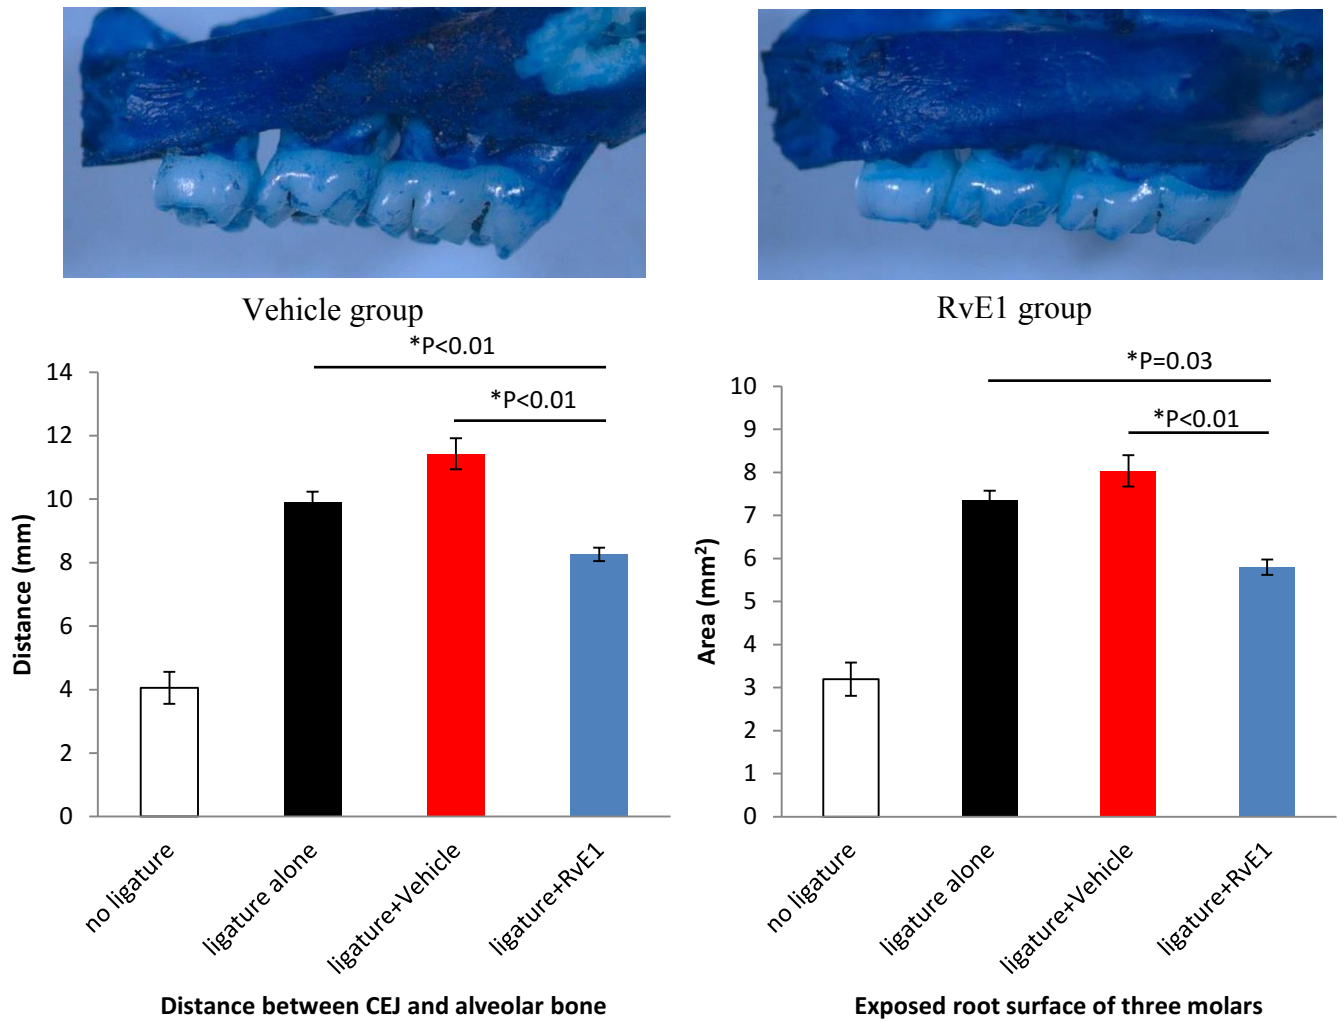 Vehicle group
RvE1 group
*P<0.01
*P<0.01
14
12
10
8
6
4
2
0
Distance (mm)
no ligature
ligature alone
ligature+Vehicle
ligature+RvE1
Distance between CEJ and alveolar bone
*P=0.03
*P<0.01
10
9
8
7
6
5
4
3
2
1
0
Area (mm²)
no ligature
ligature alone
ligature+Vehicle
ligature+RvE1
Exposed root surface of three molars